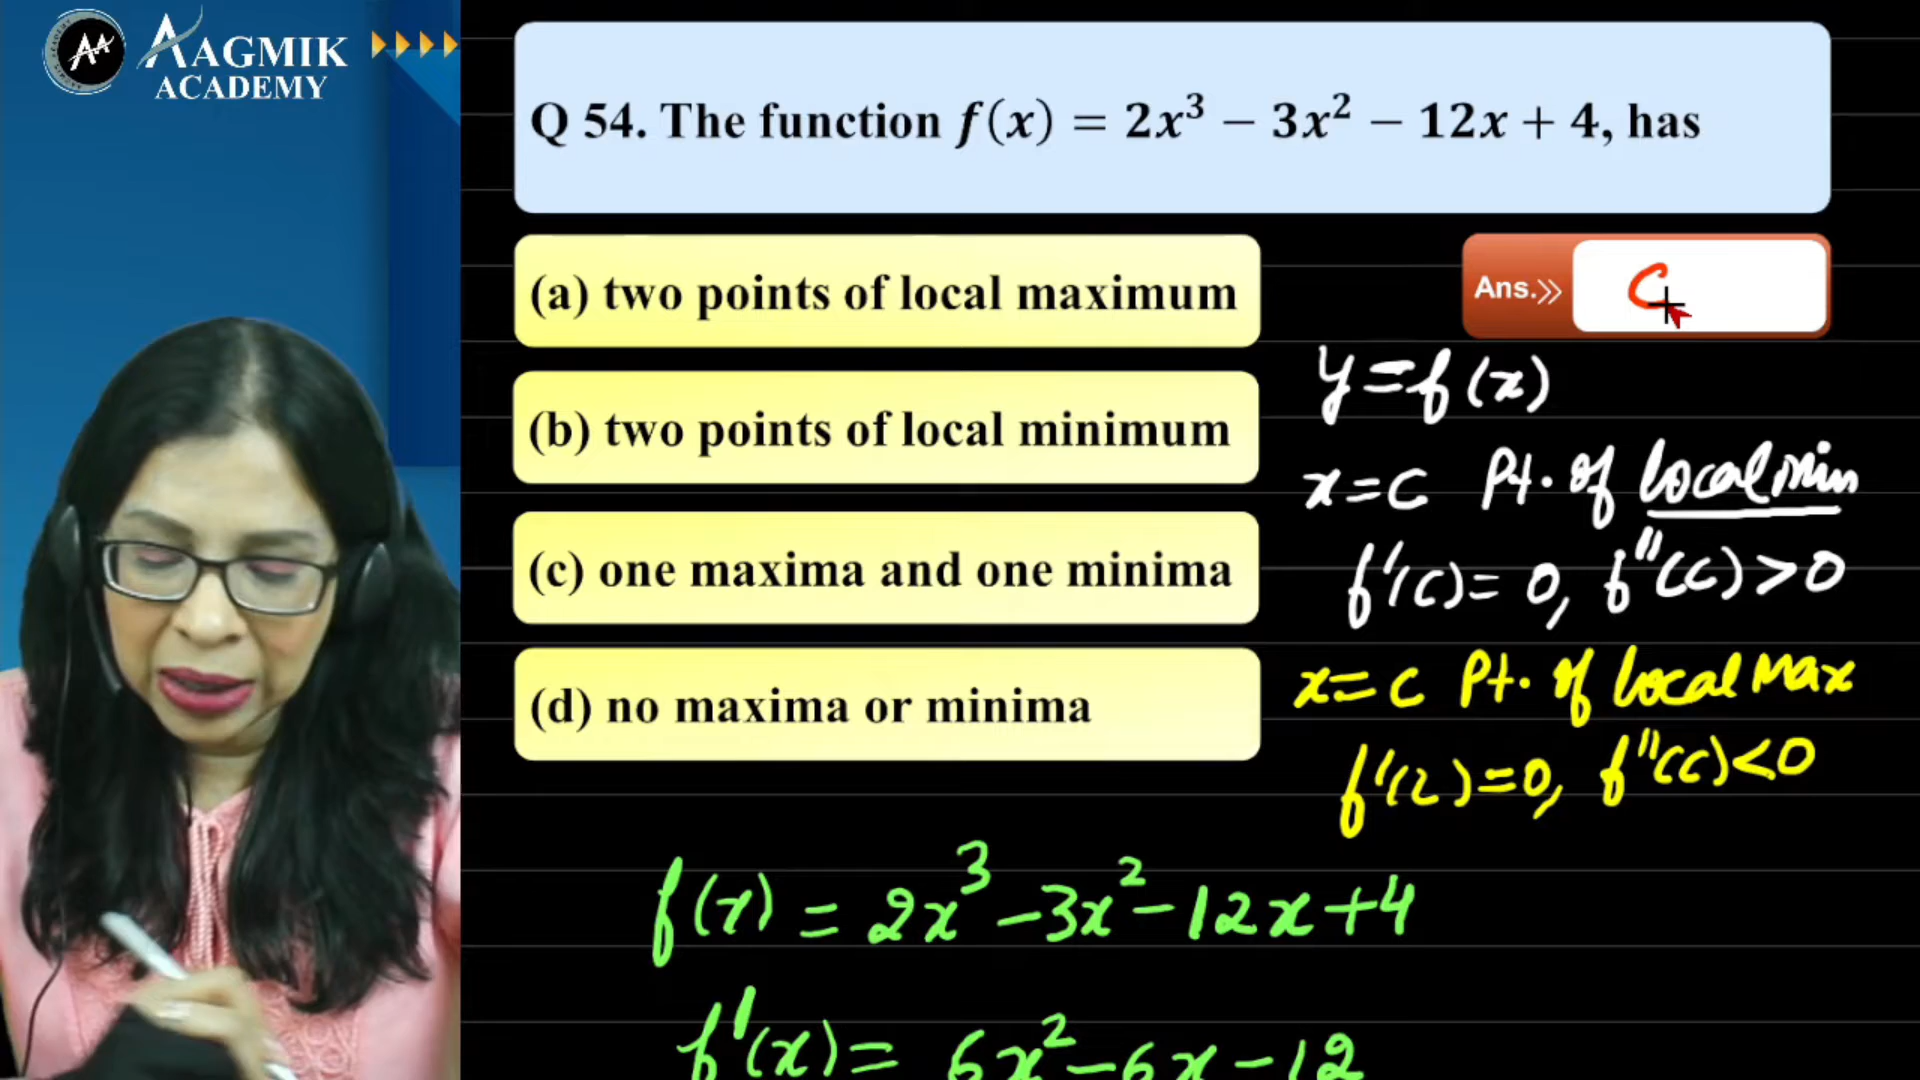 AAGMIK
ACADEMY
Q 54. The function f(x) = 2x³ − 3x² − 12x + 4, has
(a) two points of local maximum
Ans.>>
C
(b) two points of local minimum
(c) one maxima and one minima
(d) no maxima or minima
y=f(x)
x=c Pt. of local min
f'(c)=0, f"(c)>0
x=c Pt. of local Max
f'(c)=0, f"(c)<0
f(x) = 2x³-3x²-12x+4
f'(x)= 6x²-6x-12